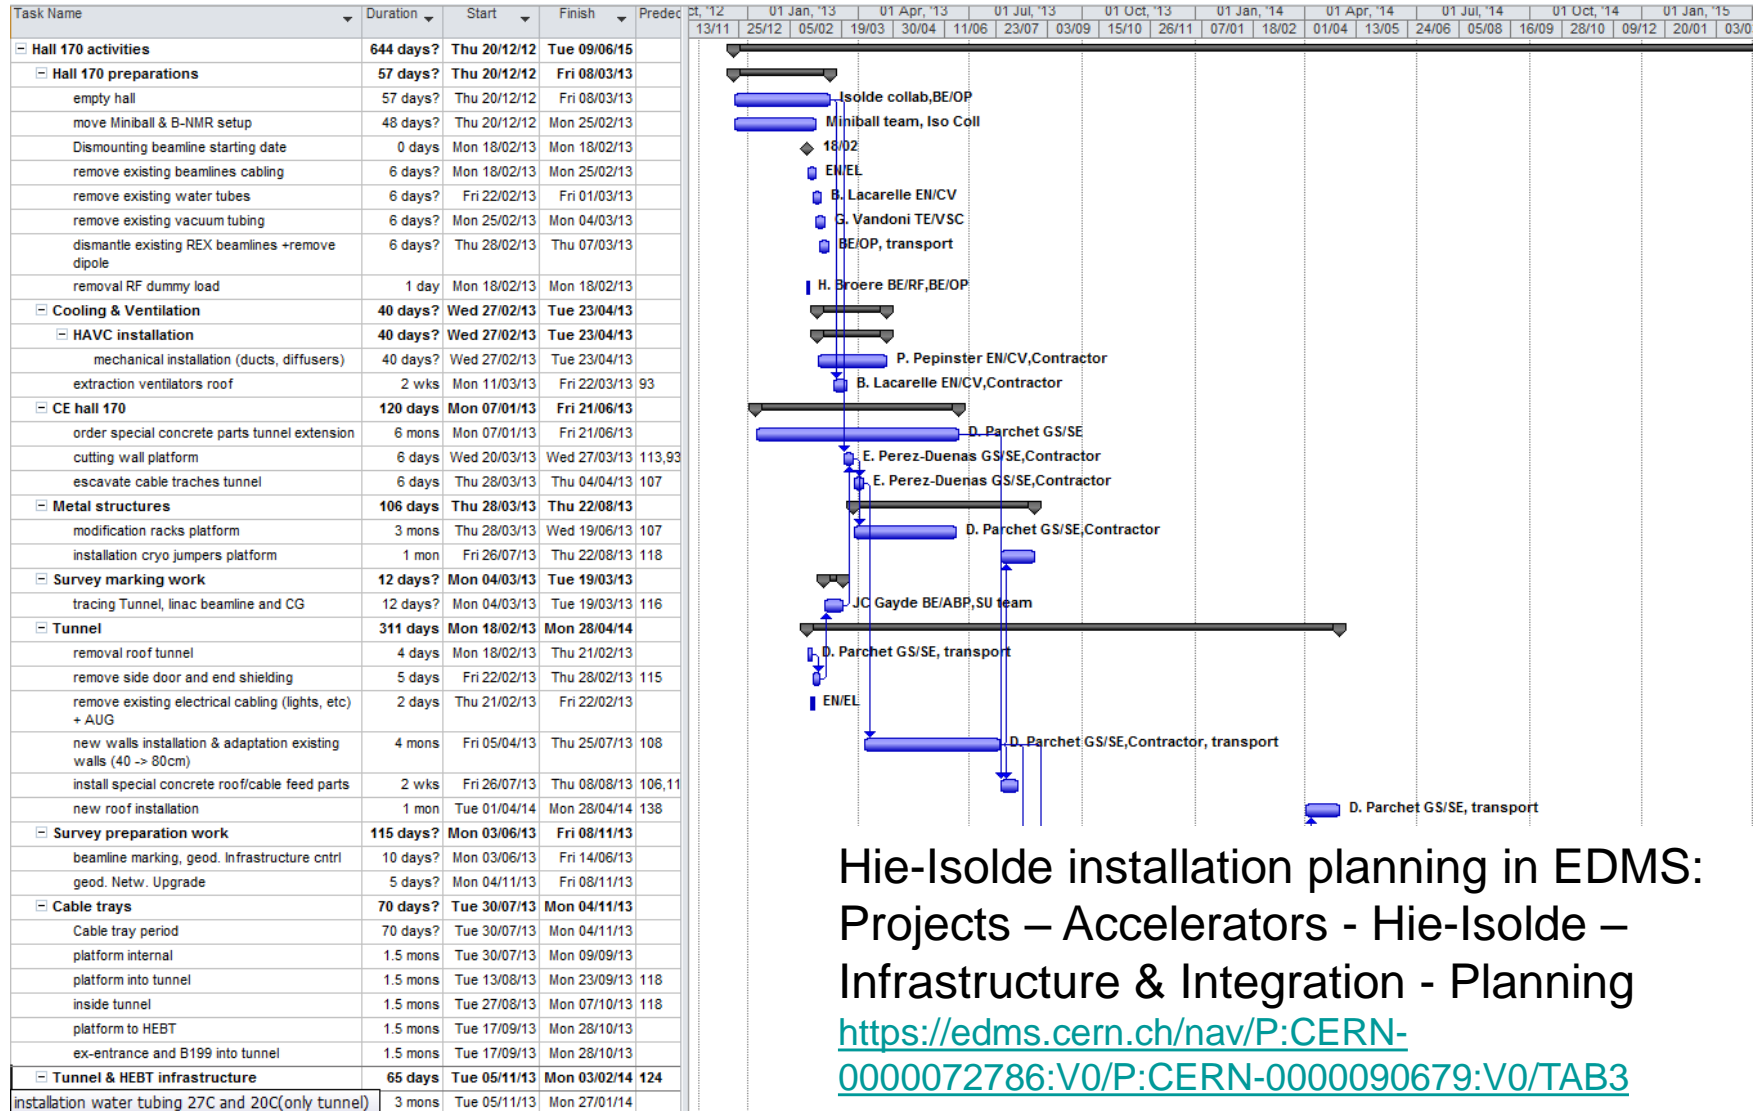 Task Name Duration Start Finish Predec ct, '12 01 Jan, '13 01 Apr, '13 01 Jul, '13 01 Oct, '13 01 Jan, '14 01 Apr, '14 01 Jul, '14 01 Oct, '14 01 Jan, '15
13/11 25/12 05/02 19/03 30/04 11/06 23/07 03/09 15/10 26/11 07/01 18/02 01/04 13/05 24/06 05/08 16/09 28/10 09/12 20/01 03/0
Hall 170 activities 644 days? Thu 20/12/12 Tue 09/06/15
Hall 170 preparations 57 days? Thu 20/12/12 Fri 08/03/13
empty hall 57 days? Thu 20/12/12 Fri 08/03/13 Isolde collab,BE/OP
move Miniball & B-NMR setup 48 days? Thu 20/12/12 Mon 25/02/13 Miniball team, Iso Coll
Dismounting beamline starting date 0 days Mon 18/02/13 Mon 18/02/13 18/02
remove existing beamlines cabling 6 days? Mon 18/02/13 Mon 25/02/13 EN/EL
remove existing water tubes 6 days? Fri 22/02/13 Fri 01/03/13 B. Lacarelle EN/CV
remove existing vacuum tubing 6 days? Mon 25/02/13 Mon 04/03/13 G. Vandoni TE/VSC
dismantle existing REX beamlines +remove 6 days? Thu 28/02/13 Thu 07/03/13 BE/OP, transport
dipole
removal RF dummy load 1 day Mon 18/02/13 Mon 18/02/13 H. Broere BE/RF,BE/OP
Cooling & Ventilation 40 days? Wed 27/02/13 Tue 23/04/13
HAVC installation 40 days? Wed 27/02/13 Tue 23/04/13
mechanical installation (ducts, diffusers) 40 days? Wed 27/02/13 Tue 23/04/13 P. Pepinster EN/CV,Contractor
extraction ventilators roof 2 wks Mon 11/03/13 Fri 22/03/13 93 B. Lacarelle EN/CV,Contractor
CE hall 170 120 days Mon 07/01/13 Fri 21/06/13
order special concrete parts tunnel extension 6 mons Mon 07/01/13 Fri 21/06/13 D. Parchet GS/SE
cutting wall platform 6 days Wed 20/03/13 Wed 27/03/13 113,93 E. Perez-Duenas GS/SE,Contractor
escavate cable traches tunnel 6 days Thu 28/03/13 Thu 04/04/13 107 E. Perez-Duenas GS/SE,Contractor
Metal structures 106 days Thu 28/03/13 Thu 22/08/13
modification racks platform 3 mons Thu 28/03/13 Wed 19/06/13 107 D. Parchet GS/SE,Contractor
installation cryo jumpers platform 1 mon Fri 26/07/13 Thu 22/08/13 118
Survey marking work 12 days? Mon 04/03/13 Tue 19/03/13
tracing Tunnel, linac beamline and CG 12 days? Mon 04/03/13 Tue 19/03/13 116 JC Gayde BE/ABP,SU team
Tunnel 311 days Mon 18/02/13 Mon 28/04/14
removal roof tunnel 4 days Mon 18/02/13 Thu 21/02/13 D. Parchet GS/SE, transport
remove side door and end shielding 5 days Fri 22/02/13 Thu 28/02/13 115
remove existing electrical cabling (lights, etc) 2 days Thu 21/02/13 Fri 22/02/13 EN/EL
+ AUG
new walls installation & adaptation existing 4 mons Fri 05/04/13 Thu 25/07/13 108 D. Parchet GS/SE,Contractor, transport
walls (40 -> 80cm)
install special concrete roof/cable feed parts 2 wks Fri 26/07/13 Thu 08/08/13 106,11
new roof installation 1 mon Tue 01/04/14 Mon 28/04/14 138 D. Parchet GS/SE, transport
Survey preparation work 115 days? Mon 03/06/13 Fri 08/11/13
beamline marking, geod. Infrastructure cntrl 10 days? Mon 03/06/13 Fri 14/06/13
geod. Netw. Upgrade 5 days? Mon 04/11/13 Fri 08/11/13
Cable trays 70 days? Tue 30/07/13 Mon 04/11/13
Cable tray period 70 days? Tue 30/07/13 Mon 04/11/13
platform internal 1.5 mons Tue 30/07/13 Mon 09/09/13
platform into tunnel 1.5 mons Tue 13/08/13 Mon 23/09/13 118
inside tunnel 1.5 mons Tue 27/08/13 Mon 07/10/13 118
platform to HEBT 1.5 mons Tue 17/09/13 Mon 28/10/13
ex-entrance and B199 into tunnel 1.5 mons Tue 17/09/13 Mon 28/10/13
Tunnel & HEBT infrastructure 65 days Tue 05/11/13 Mon 03/02/14 124
installation water tubing 27C and 20C(only tunnel) 3 mons Tue 05/11/13 Mon 27/01/14
Hie-Isolde installation planning in EDMS:
Projects – Accelerators - Hie-Isolde –
Infrastructure & Integration - Planning
https://edms.cern.ch/nav/P:CERN-
0000072786:V0/P:CERN-0000090679:V0/TAB3